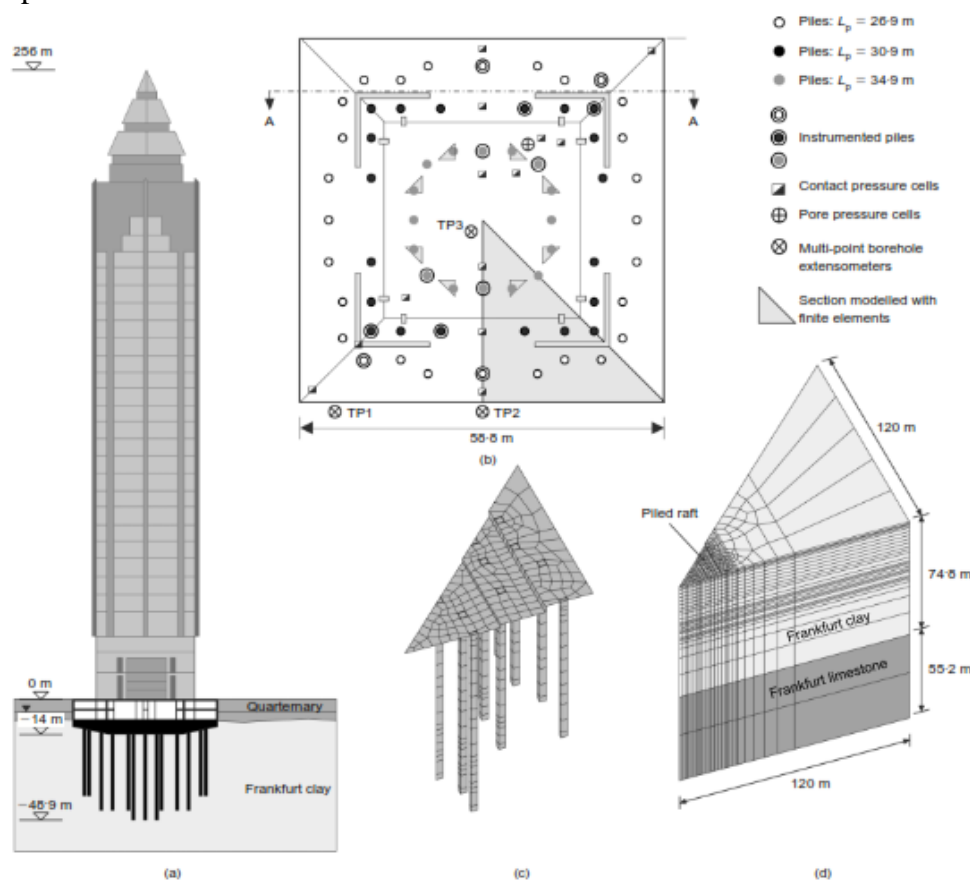 256 m
0 m
−14 m
−48·9 m
Quarternary
Frankfurt clay
(a)
A
A
TP3
TP1
TP2
58·8 m
(b)
Piles: Lp = 26·9 m
Piles: Lp = 30·9 m
Piles: Lp = 34·9 m
Instrumented piles
Contact pressure cells
Pore pressure cells
Multi-point borehole
extensometers
Section modelled with
finite elements
(c)
Piled raft
120 m
74·8 m
Frankfurt clay
Frankfurt limestone
55·2 m
120 m
(d)